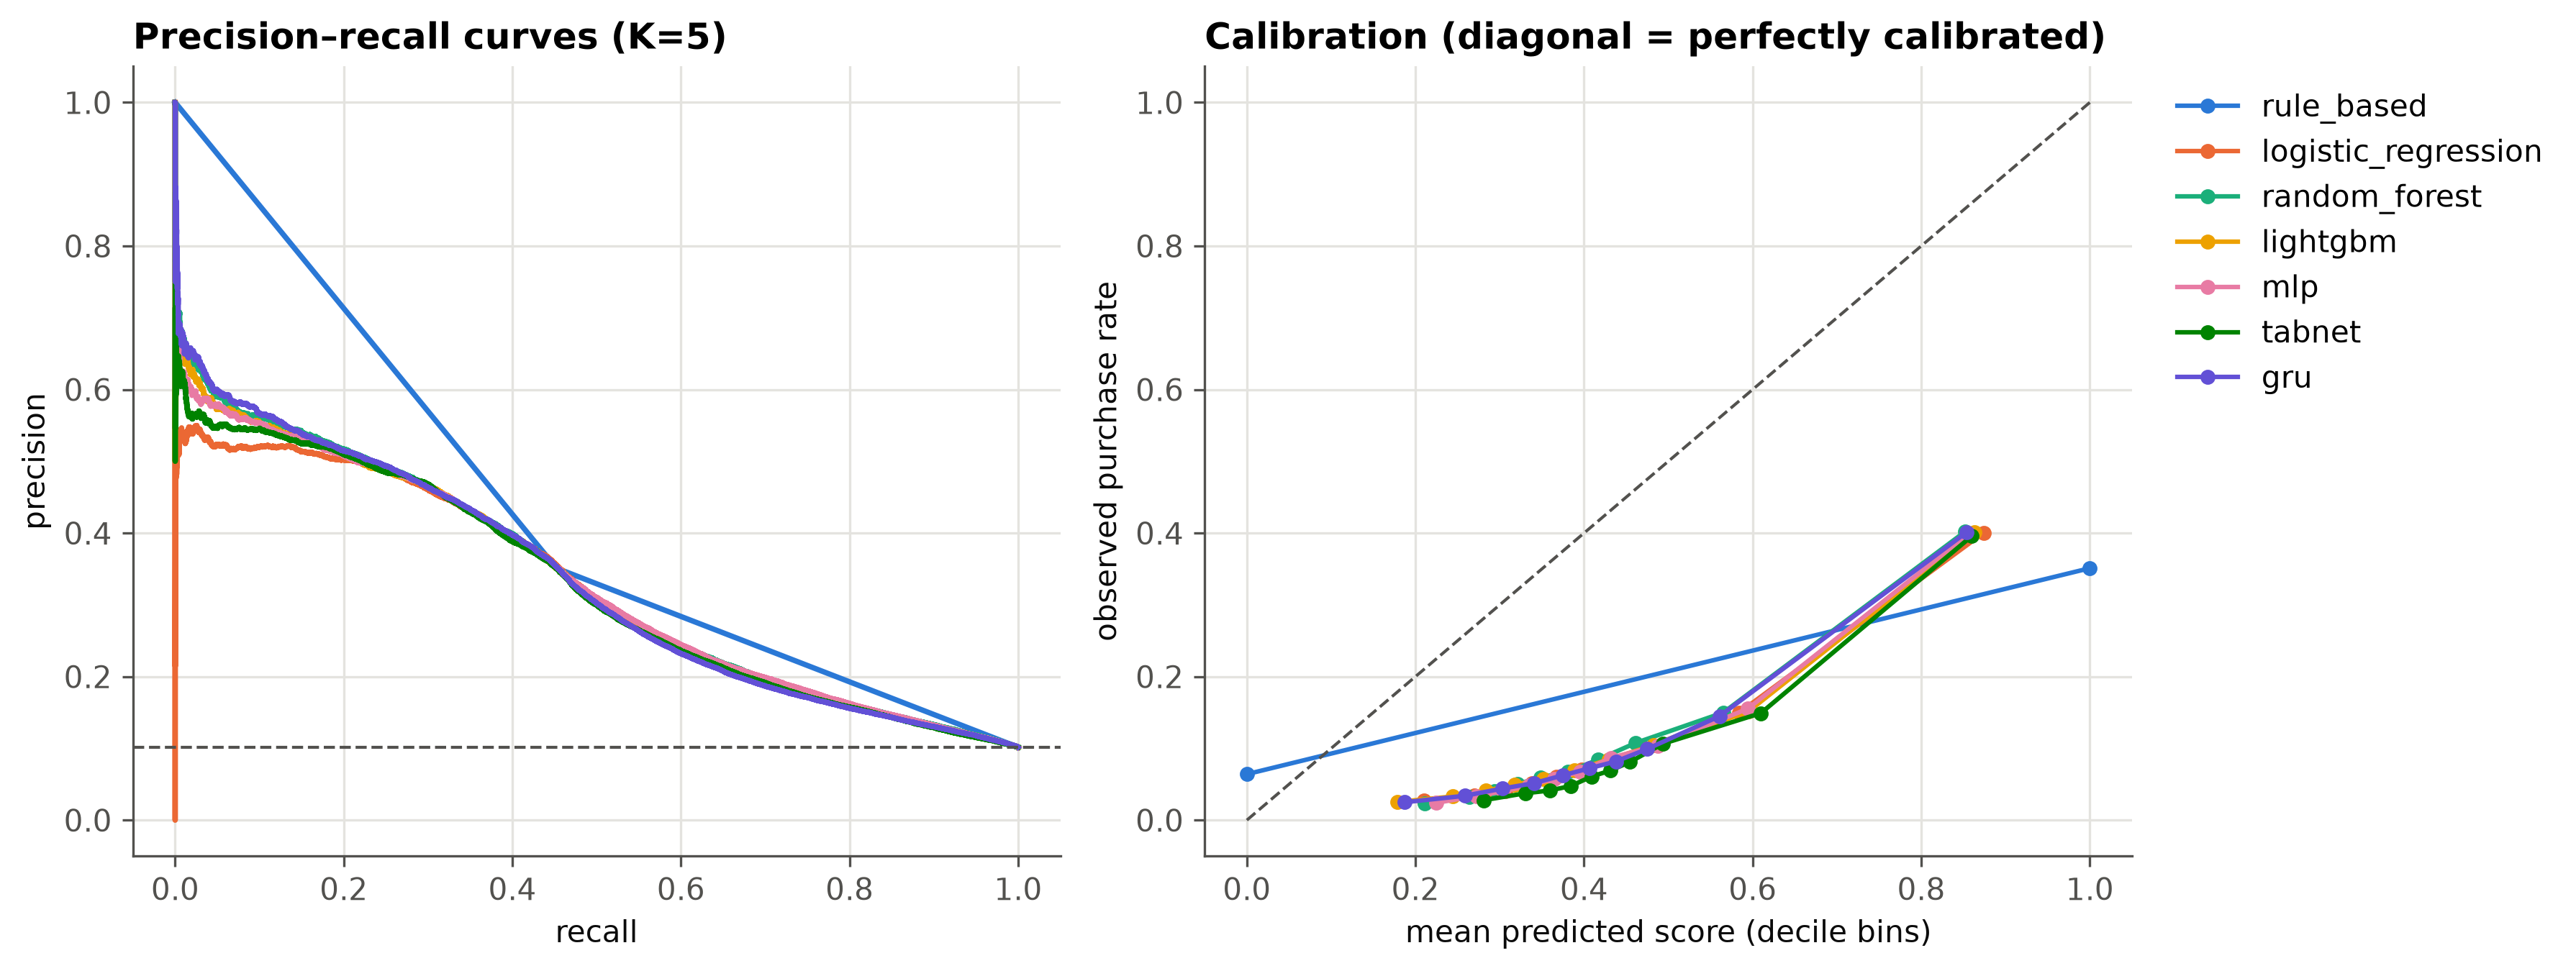 Precision–recall curves (K=5)
precision
1.0
0.8
0.6
0.4
0.2
0.0
0.0 0.2 0.4 0.6 0.8 1.0
recall
Calibration (diagonal = perfectly calibrated)
observed purchase rate
1.0
0.8
0.6
0.4
0.2
0.0
0.0 0.2 0.4 0.6 0.8 1.0
mean predicted score (decile bins)
rule_based
logistic_regression
random_forest
lightgbm
mlp
tabnet
gru